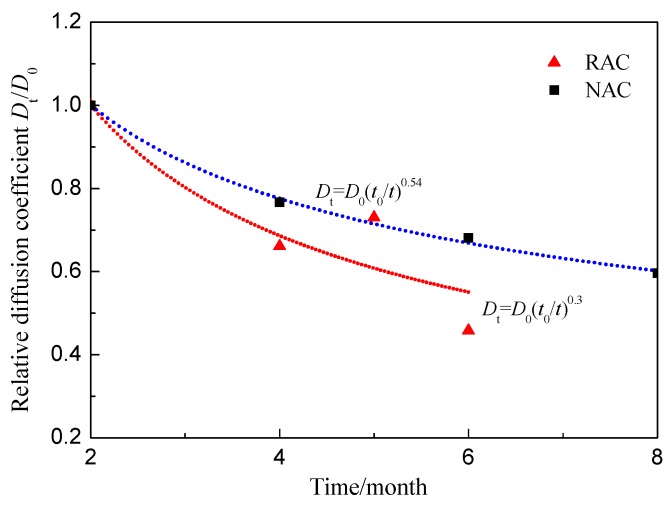 1.2
1.0
0.8
0.6
0.4
0.2
Relative diffusion coefficient Dt/D0
RAC
NAC
Dt=D0(t0/t)0.54
Dt=D0(t0/t)0.3
2
4
6
8
Time/month